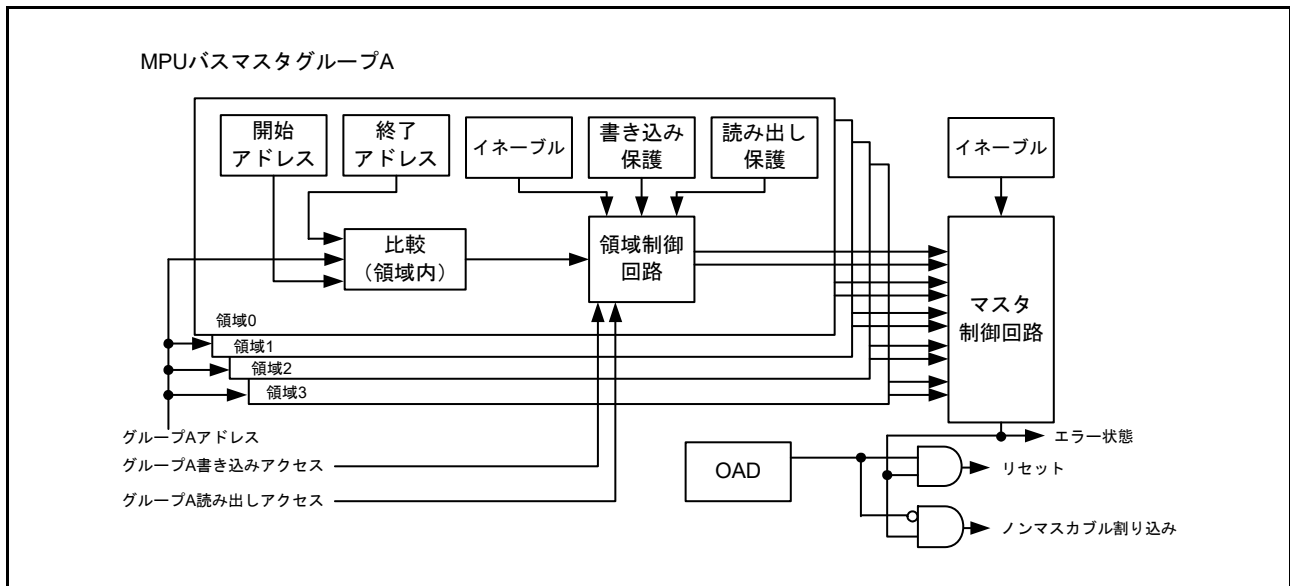 MPUバスマスタグループA
開始
アドレス
終了
アドレス
イネーブル
書き込み
保護
読み出し
保護
イネーブル
比較
（領域内）
領域制御
回路
マスタ
制御回路
領域0
領域1
領域2
領域3
グループAアドレス
グループA書き込みアクセス
グループA読み出しアクセス
OAD
エラー状態
リセット
ノンマスカブル割り込み